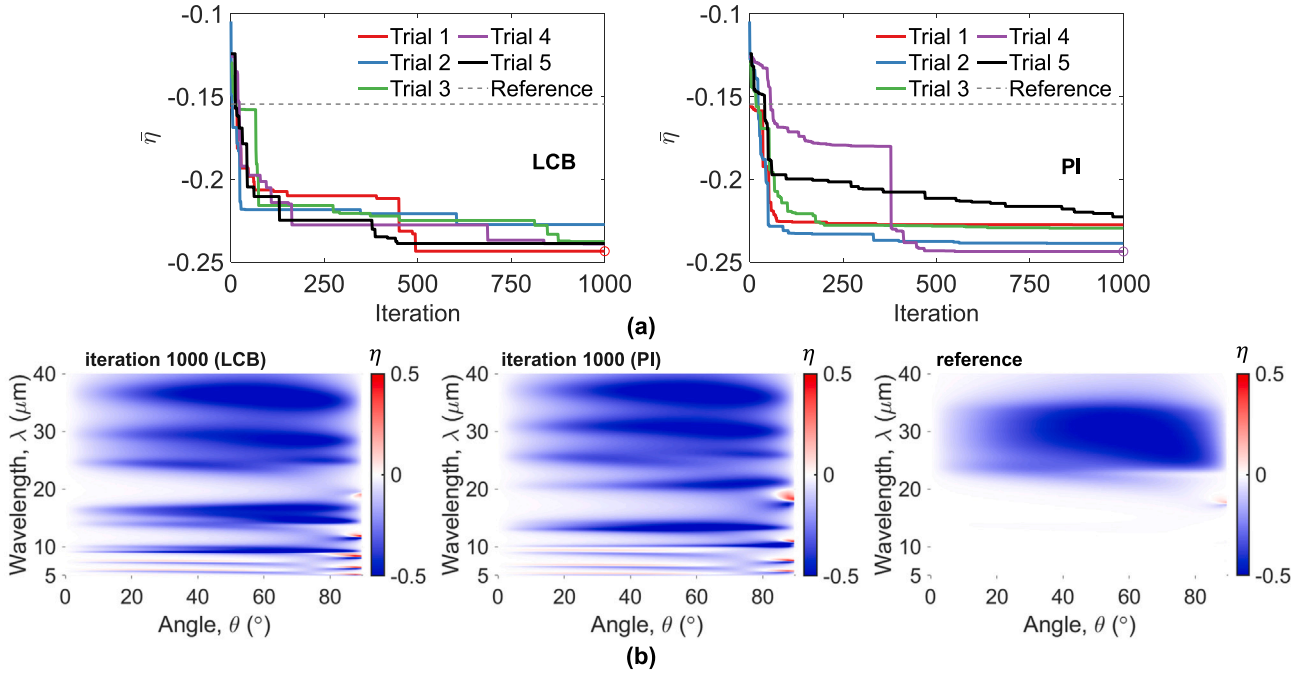 -0.1
-0.15
-0.2
-0.25
η̄
Trial 1
Trial 2
Trial 3
Trial 4
Trial 5
Reference
LCB
0 250 500 750 1000
Iteration
-0.1
-0.15
-0.2
-0.25
η̄
Trial 1
Trial 2
Trial 3
Trial 4
Trial 5
Reference
PI
0 250 500 750 1000
Iteration
(a)
iteration 1000 (LCB)
η
40
30
20
10
5
Wavelength, λ (μm)
0 20 40 60 80
Angle, θ (°)
0.5
0
-0.5
iteration 1000 (PI)
η
40
30
20
10
5
Wavelength, λ (μm)
0 20 40 60 80
Angle, θ (°)
0.5
0
-0.5
reference
η
40
30
20
10
5
Wavelength, λ (μm)
0 20 40 60 80
Angle, θ (°)
0.5
0
-0.5
(b)